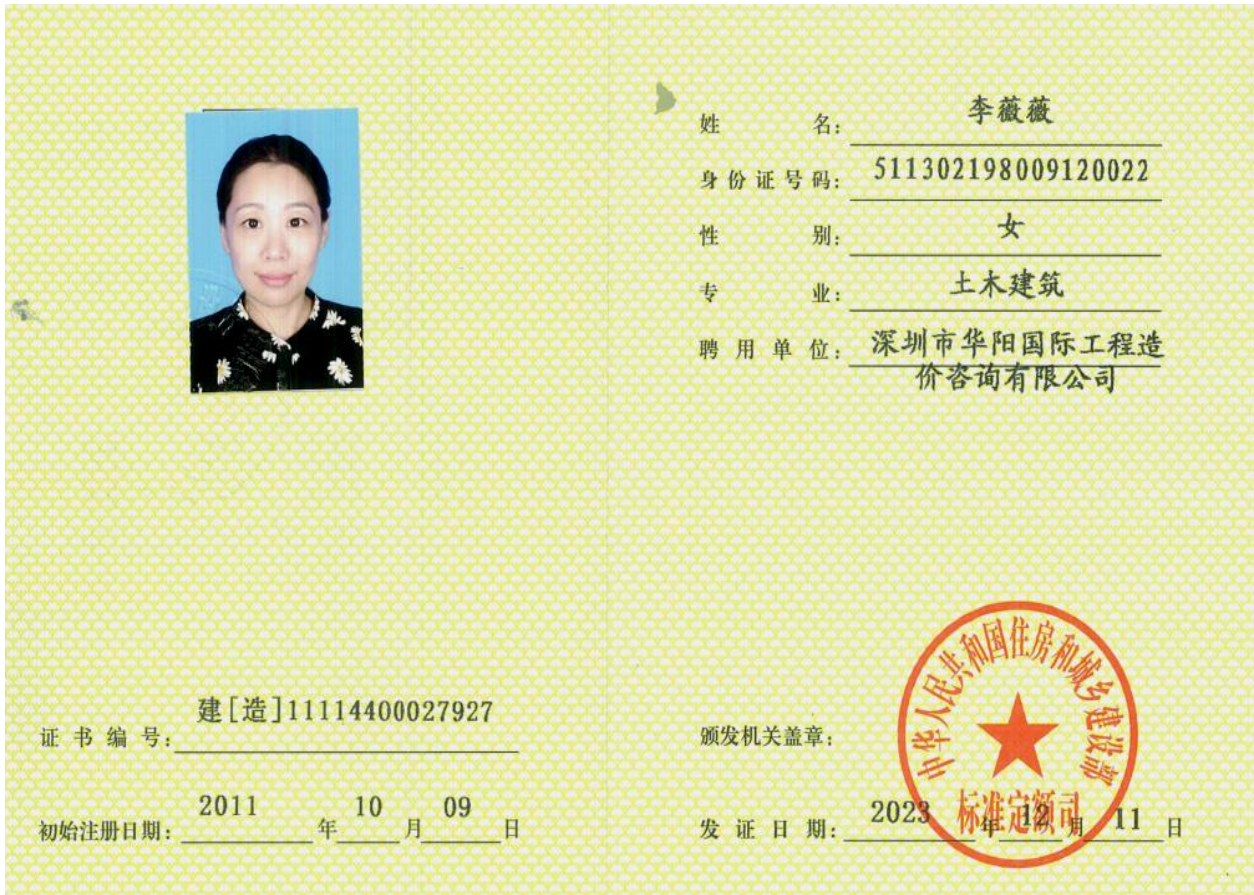 姓名：李薇薇
身份证号码：511302198009120022
性别：女
专业：土木建筑
聘用单位：深圳市华阳国际工程造
价咨询有限公司
证书编号：建[造]11114400027927
初始注册日期：2011年10月09日
颁发机关盖章：
中华人民共和国住房和城乡建设部
标准定额司
发证日期：2023年12月11日